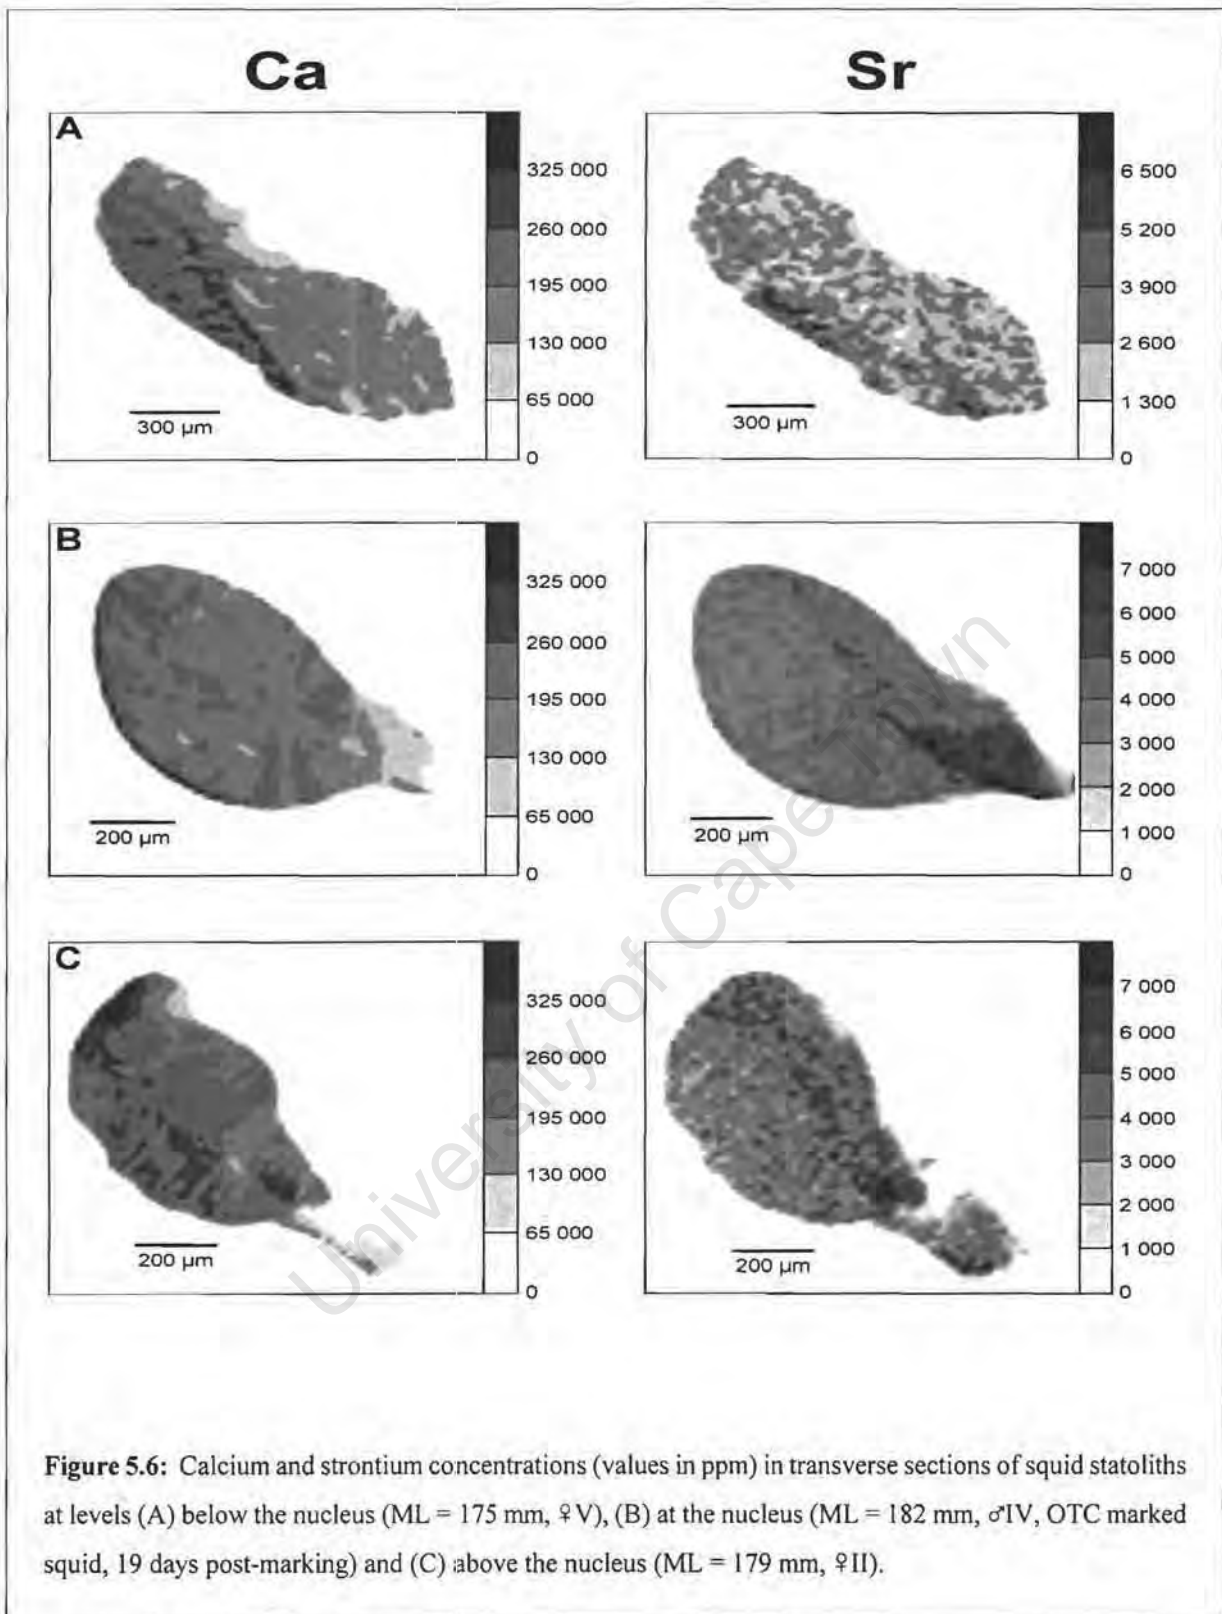 Ca Sr
A
325 000
260 000
195 000
130 000
65 000
0
300 µm
6 500
5 200
3 900
2 600
1 300
0
300 µm
B
325 000
260 000
195 000
130 000
65 000
0
200 µm
7 000
6 000
5 000
4 000
3 000
2 000
1 000
0
200 µm
C
325 000
260 000
195 000
130 000
65 000
0
200 µm
7 000
6 000
5 000
4 000
3 000
2 000
1 000
0
200 µm
University of Cape Town
Figure 5.6: Calcium and strontium concentrations (values in ppm) in transverse sections of squid statoliths
at levels (A) below the nucleus (ML = 175 mm, ♀V), (B) at the nucleus (ML = 182 mm, ♂IV, OTC marked
squid, 19 days post-marking) and (C) above the nucleus (ML = 179 mm, ♀II).